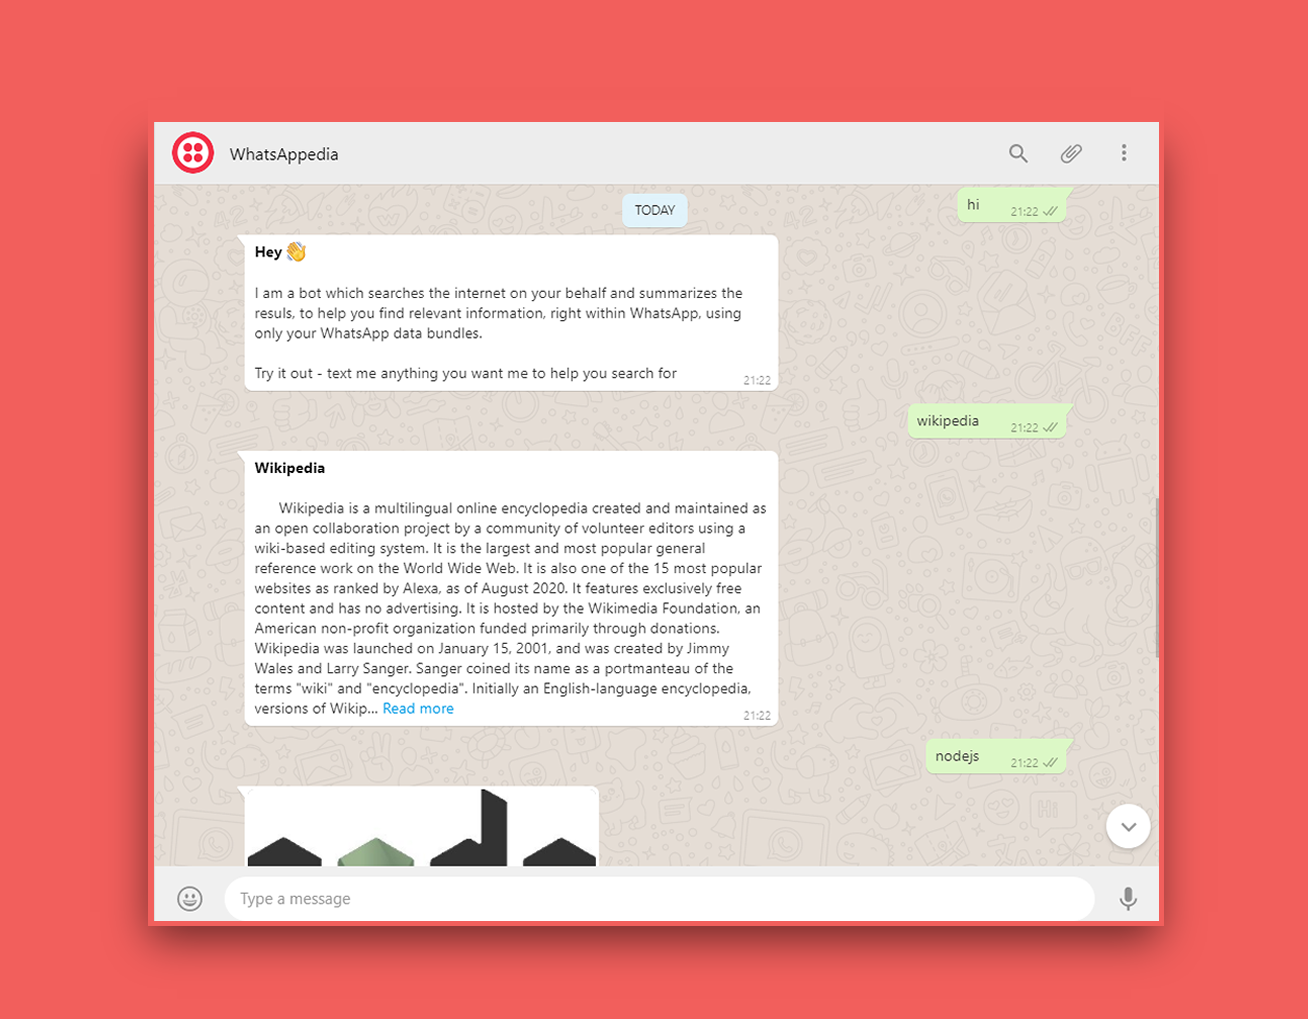 WhatsAppedia
hi
21:22
TODAY
Hey 👋
I am a bot which searches the internet on your behalf and summarizes the
resuls, to help you find relevant information, right within WhatsApp, using
only your WhatsApp data bundles.
Try it out - text me anything you want me to help you search for
21:22
wikipedia
21:22
Wikipedia
Wikipedia is a multilingual online encyclopedia created and maintained as
an open collaboration project by a community of volunteer editors using a
wiki-based editing system. It is the largest and most popular general
reference work on the World Wide Web. It is also one of the 15 most popular
websites as ranked by Alexa, as of August 2020. It features exclusively free
content and has no advertising. It is hosted by the Wikimedia Foundation, an
American non-profit organization funded primarily through donations.
Wikipedia was launched on January 15, 2001, and was created by Jimmy
Wales and Larry Sanger. Sanger coined its name as a portmanteau of the
terms "wiki" and "encyclopedia". Initially an English-language encyclopedia,
versions of Wikip... Read more
21:22
nodejs
21:22
Hi
Type a message